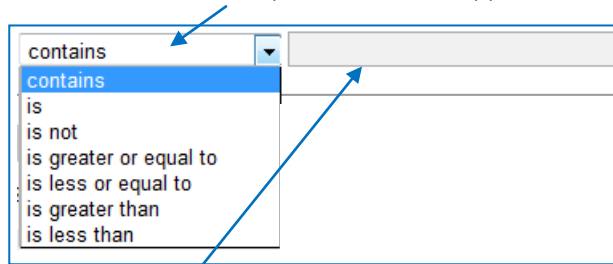 contains
contains
is
is not
is greater or equal to
is less or equal to
is greater than
is less than